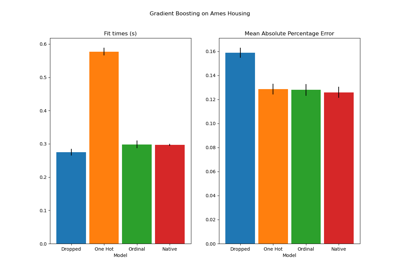 Gradient Boosting on Ames Housing
Fit times (s)
0.6
0.5
0.4
0.3
0.2
0.1
0.0
Dropped One Hot Ordinal Native
Model
Mean Absolute Percentage Error
0.16
0.14
0.12
0.10
0.08
0.06
0.04
0.02
0.00
Dropped One Hot Ordinal Native
Model